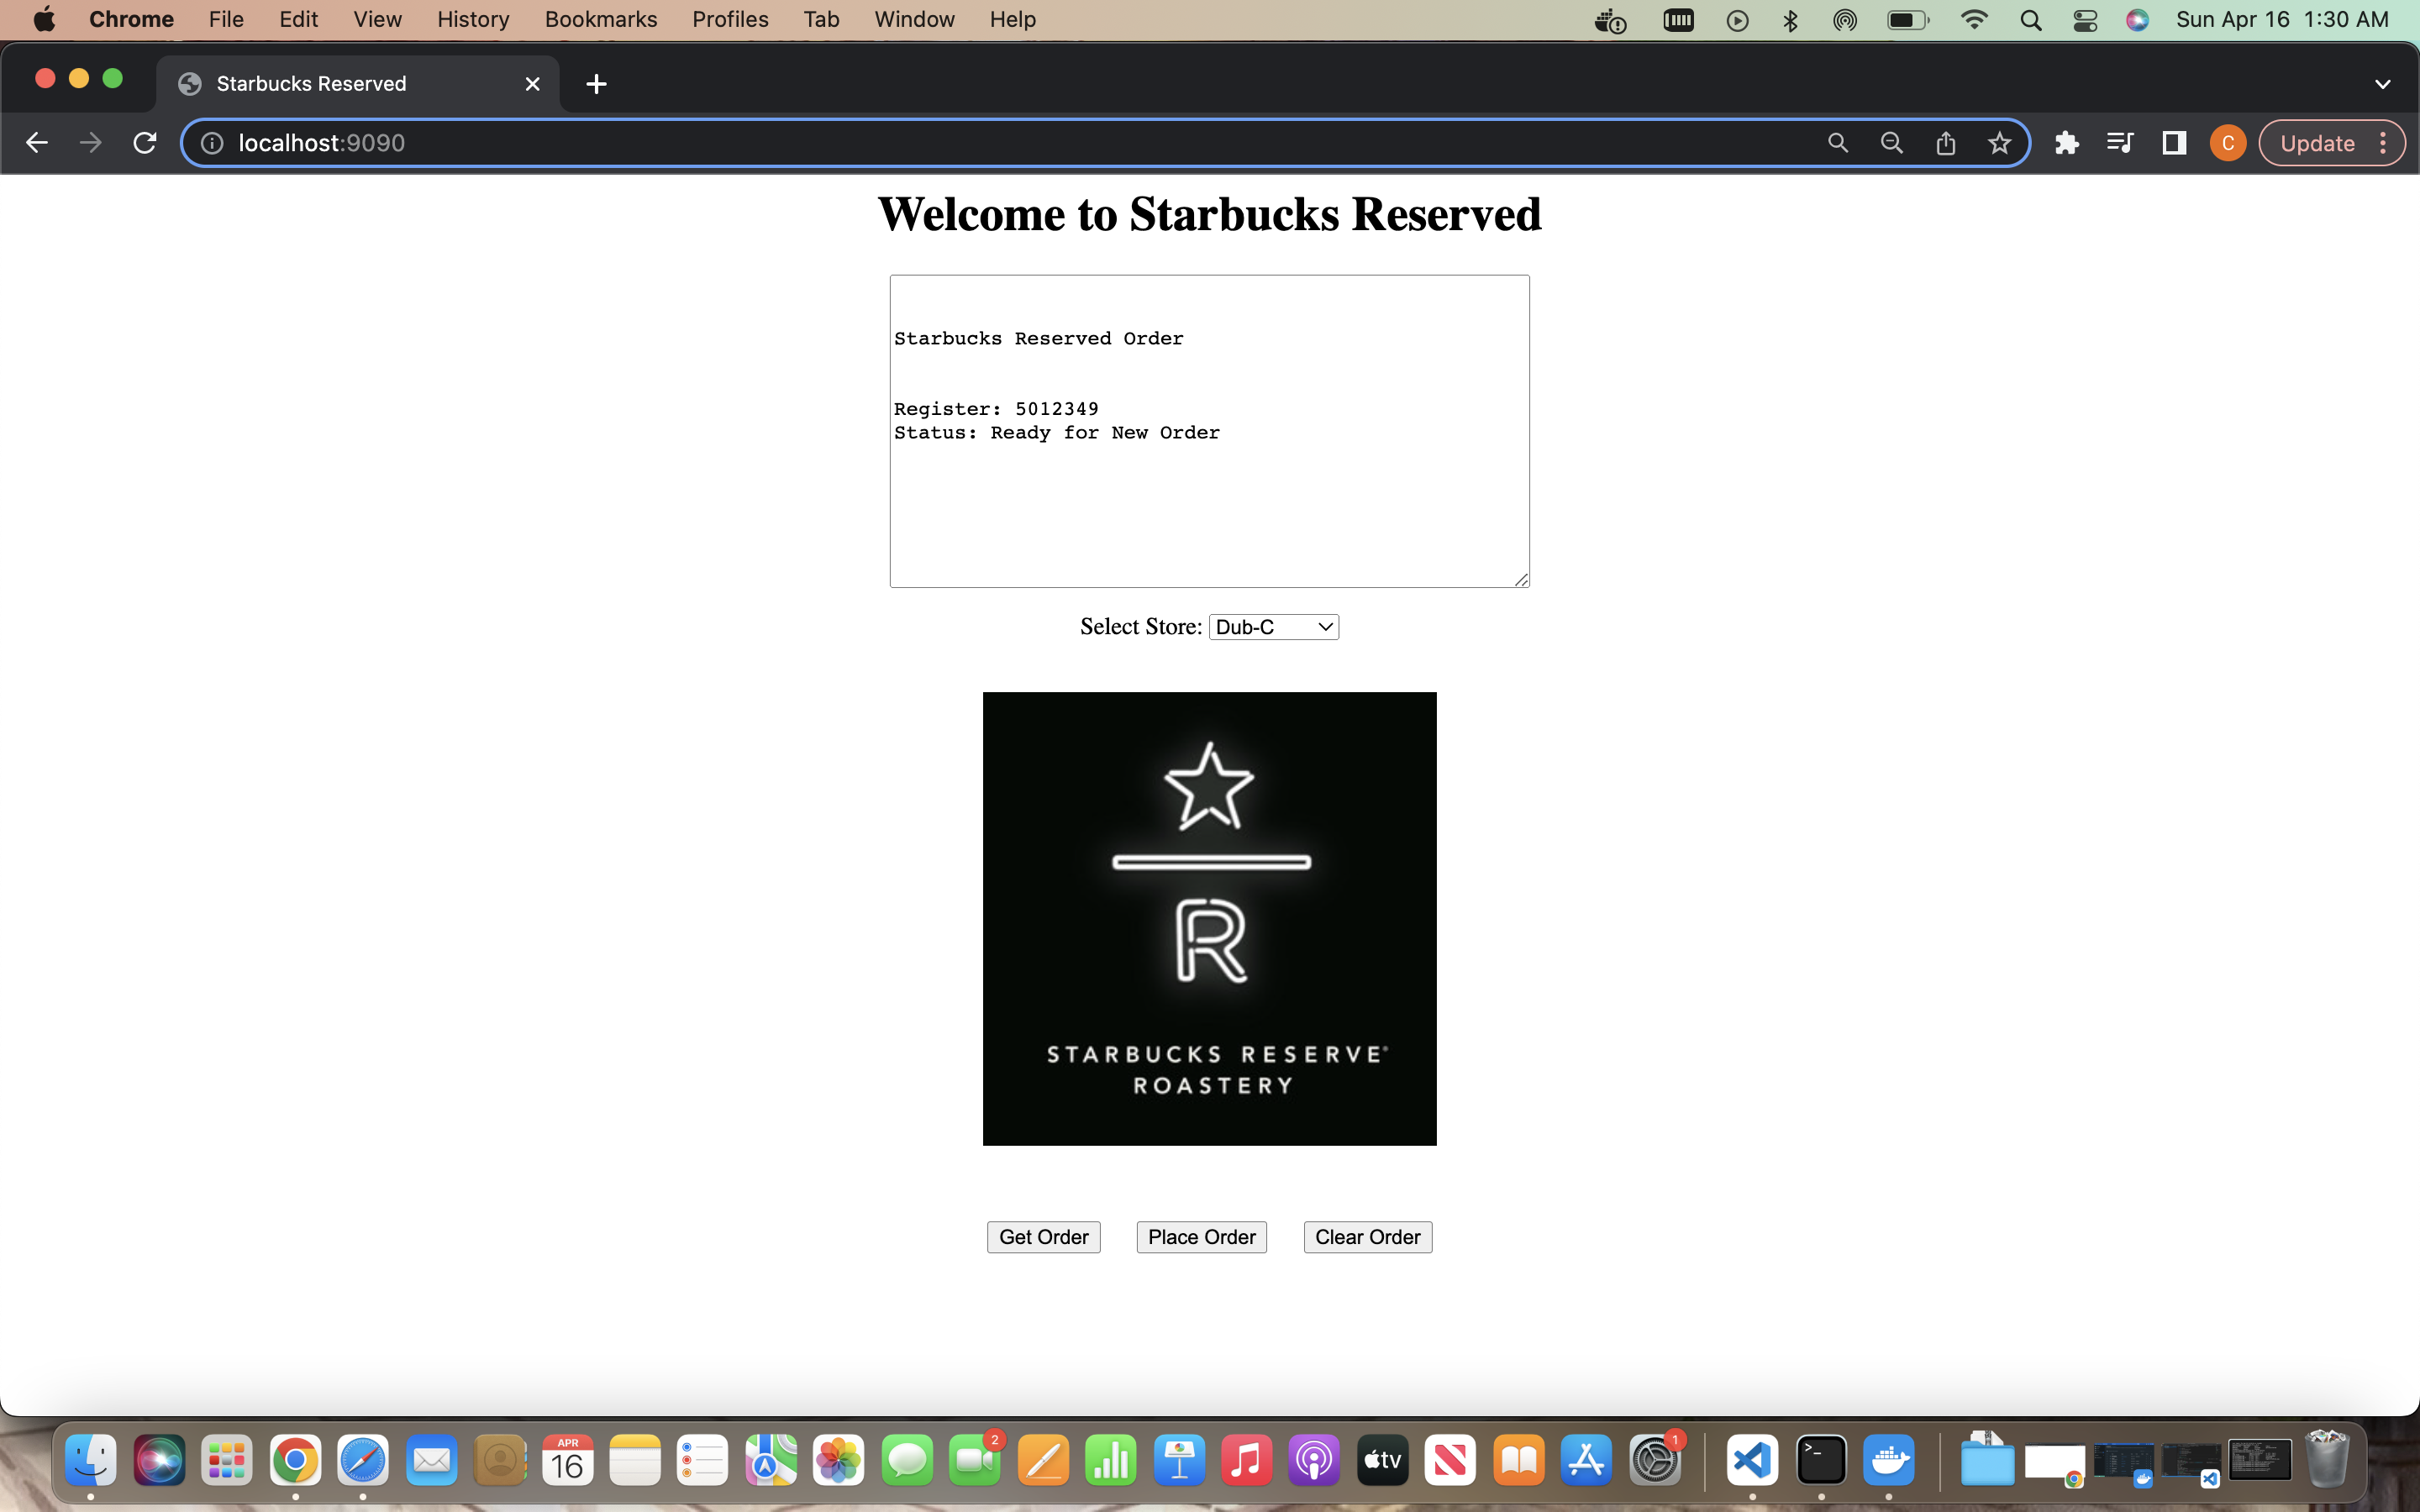 Chrome File Edit View History Bookmarks Profiles Tab Window Help Sun Apr 16 1:30 AM
Starbucks Reserved
localhost:9090 C Update
Welcome to Starbucks Reserved
Starbucks Reserved Order
Register: 5012349
Status: Ready for New Order
Select Store: Dub-C
R
STARBUCKS RESERVE®
ROASTERY
Get Order Place Order Clear Order
APR
16
2
tv
1
>_